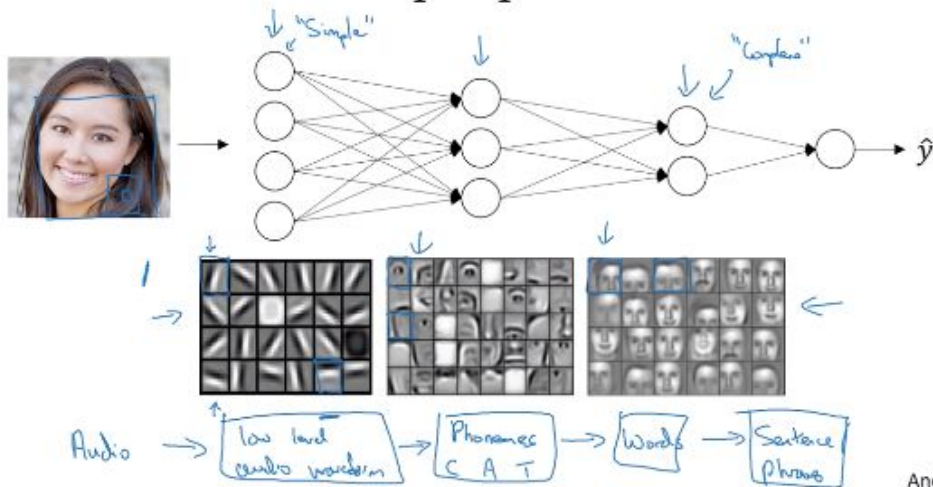 "Simple"
"Complex"
ŷ
Audio
low level
audio waveform
Phonemes
C A T
Words
Sentence
phrase